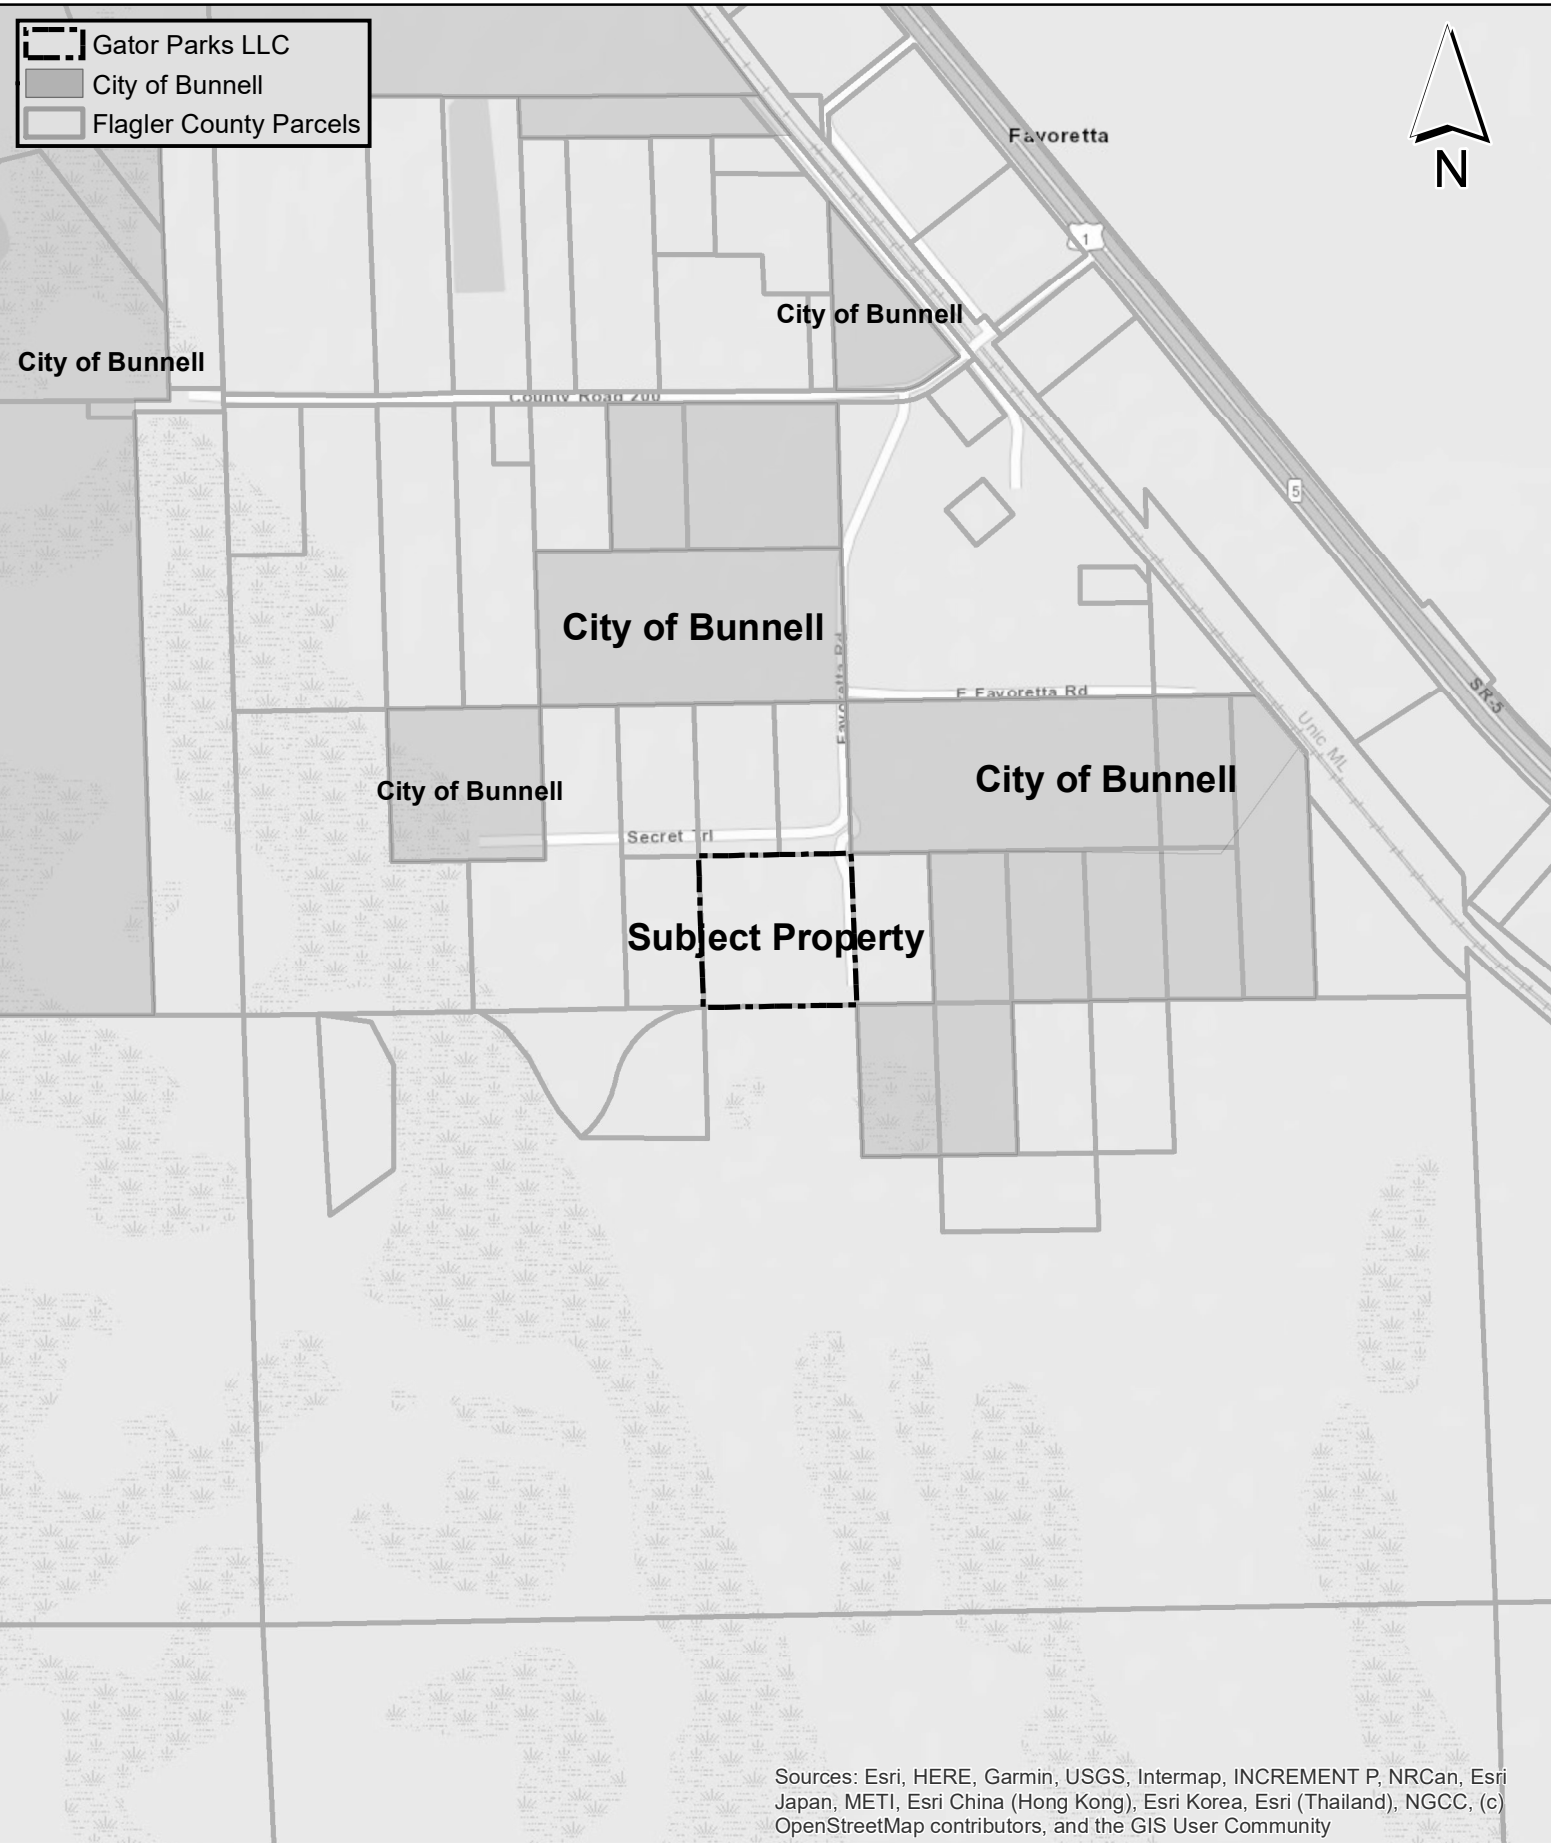 Gator Parks LLC
City of Bunnell
Flagler County Parcels
N
Favoretta
1
City of Bunnell
City of Bunnell
County Road 200
5
City of Bunnell
Favoretta Rd
E Favoretta Rd
SR-5
City of Bunnell
City of Bunnell
Secret Trl
Subject Property
Sources: Esri, HERE, Garmin, USGS, Intermap, INCREMENT P, NRCan, Esri
Japan, METI, Esri China (Hong Kong), Esri Korea, Esri (Thailand), NGCC, (c)
OpenStreetMap contributors, and the GIS User Community